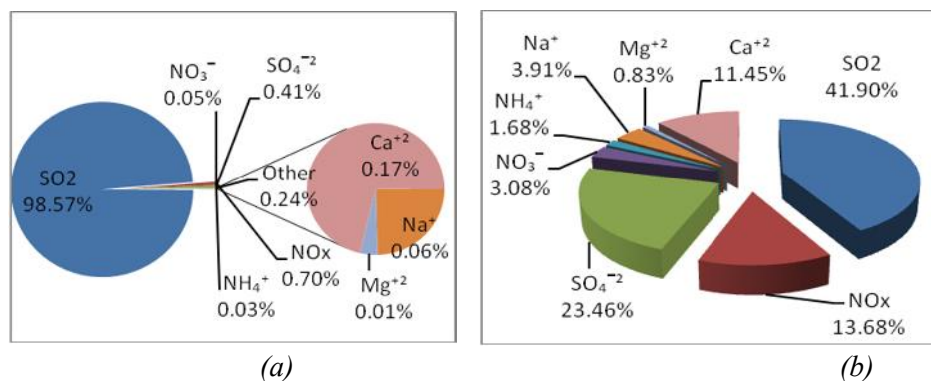 NO₃⁻
0.05%
SO₄⁻²
0.41%
SO2
98.57%
Other
0.24%
Ca⁺²
0.17%
Na⁺
0.06%
NOx
0.70%
NH₄⁺
0.03%
Mg⁺²
0.01%
(a)
Na⁺
3.91%
Mg⁺²
0.83%
Ca⁺²
11.45%
SO2
41.90%
NH₄⁺
1.68%
NO₃⁻
3.08%
SO₄⁻²
23.46%
NOx
13.68%
(b)